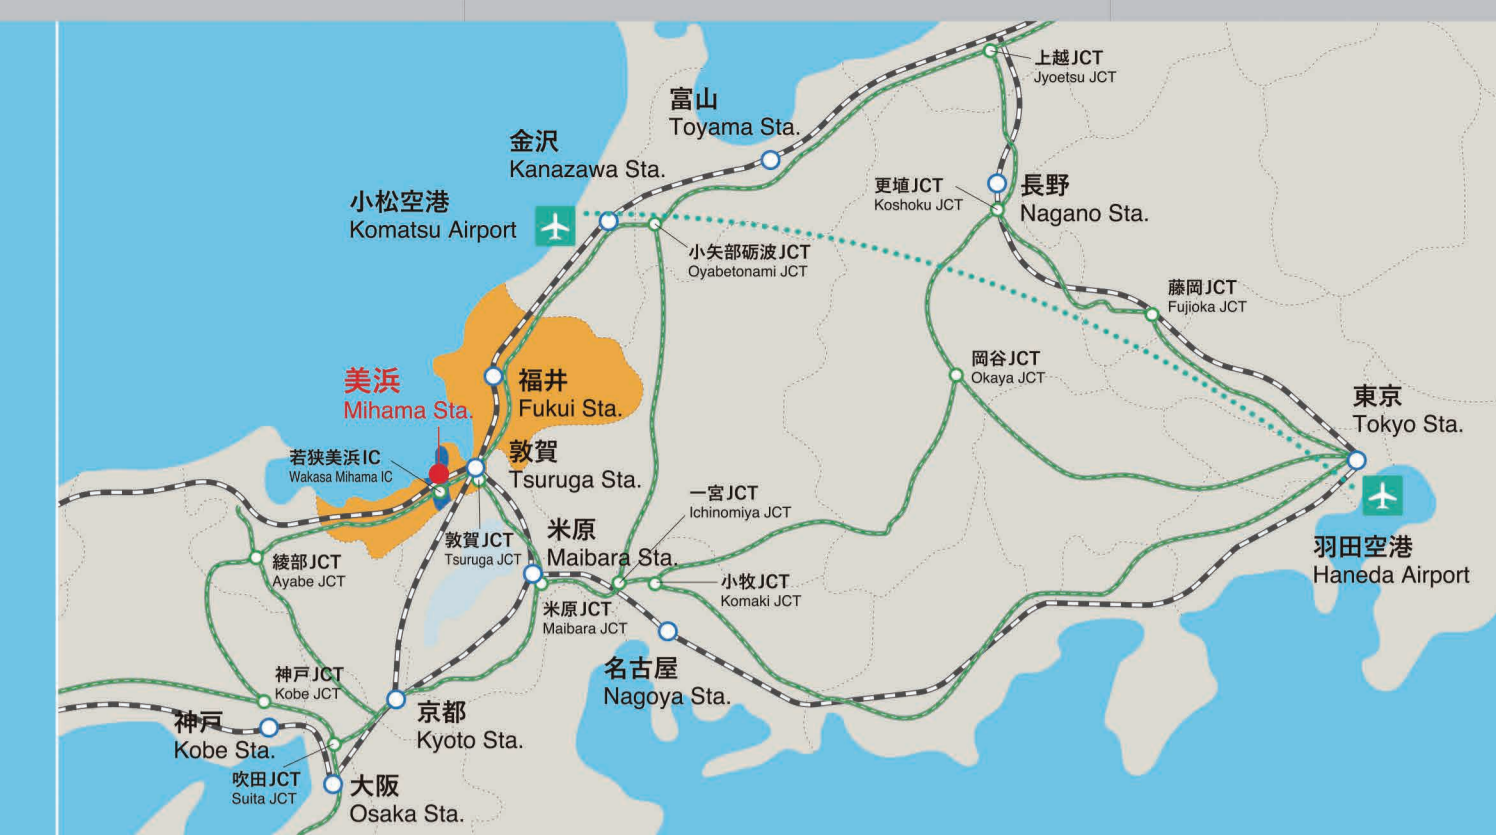 上越JCT
Jyoetsu JCT
富山
Toyama Sta.
金沢
Kanazawa Sta.
更埴JCT
Koshoku JCT
長野
Nagano Sta.
小松空港
Komatsu Airport
小矢部砺波JCT
Oyabetonami JCT
藤岡JCT
Fujioka JCT
岡谷JCT
Okaya JCT
美浜
Mihama Sta.
福井
Fukui Sta.
東京
Tokyo Sta.
若狭美浜IC
Wakasa Mihama IC
敦賀
Tsuruga Sta.
一宮JCT
Ichinomiya JCT
敦賀JCT
Tsuruga JCT
米原
Maibara Sta.
羽田空港
Haneda Airport
綾部JCT
Ayabe JCT
小牧JCT
Komaki JCT
米原JCT
Maibara JCT
名古屋
Nagoya Sta.
神戸JCT
Kobe JCT
神戸
Kobe Sta.
京都
Kyoto Sta.
吹田JCT
Suita JCT
大阪
Osaka Sta.